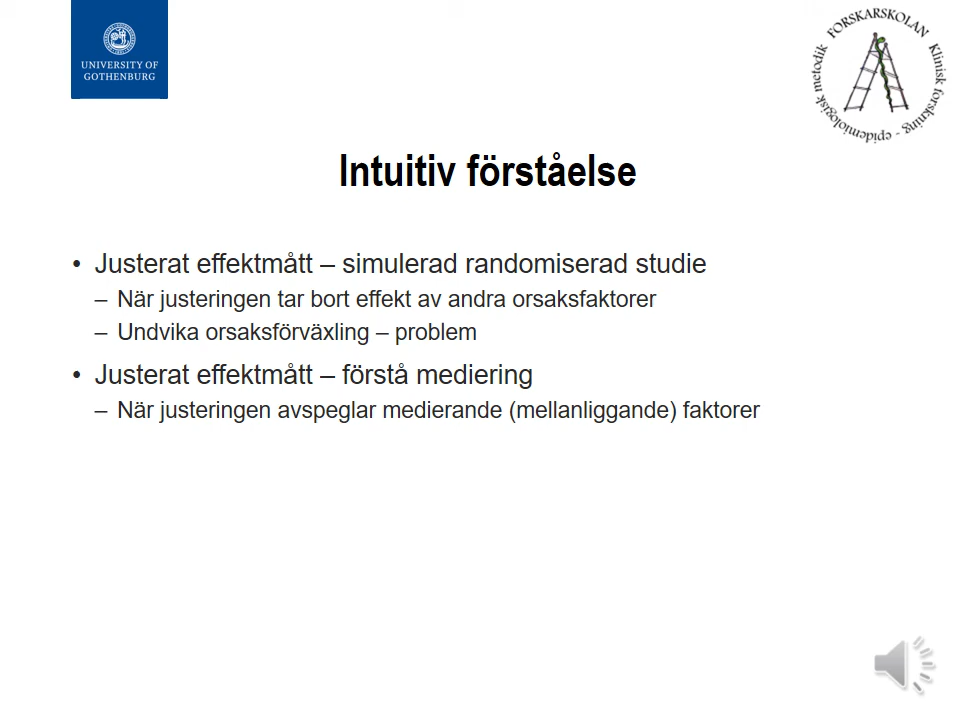 UNIVERSITY OF
GOTHENBURG
FORSKARSKOLAN
Klinisk forskning - epidemiologisk metodik
Intuitiv förståelse
• Justerat effektmått – simulerad randomiserad studie
– När justeringen tar bort effekt av andra orsaksfaktorer
– Undvika orsaksförväxling – problem
• Justerat effektmått – förstå mediering
– När justeringen avspeglar medierande (mellanliggande) faktorer